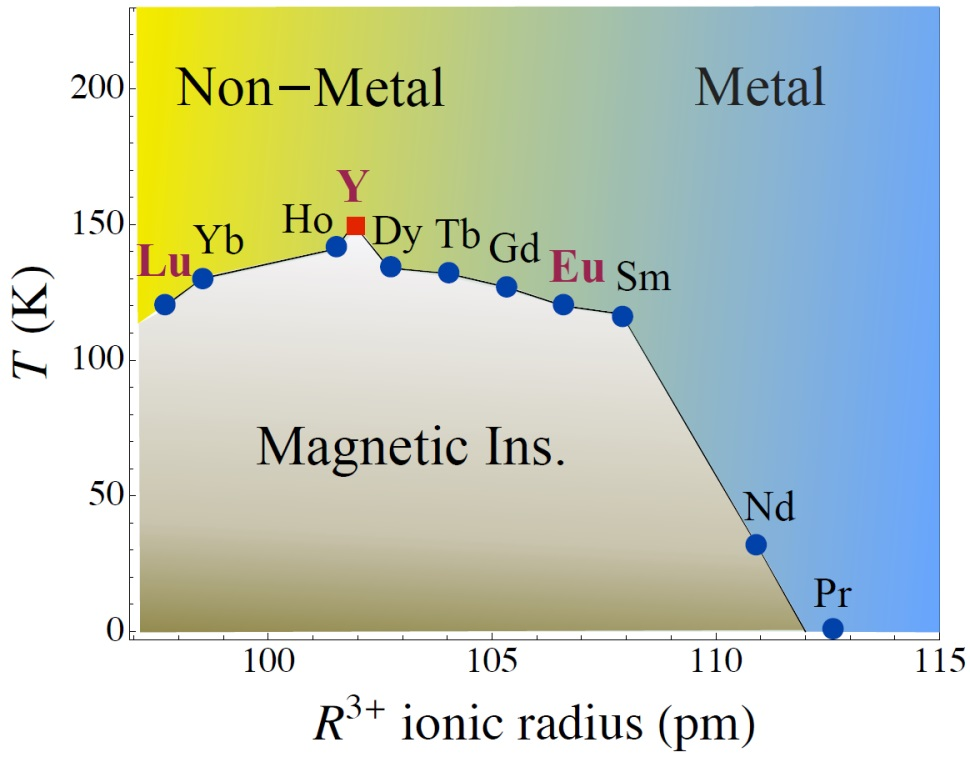 Non−Metal Metal
200
Y
150
Ho Dy Tb Gd
Lu Yb Eu Sm
T (K)
100
Magnetic Ins.
50
Nd
Pr
0
100 105 110 115
R³⁺ ionic radius (pm)